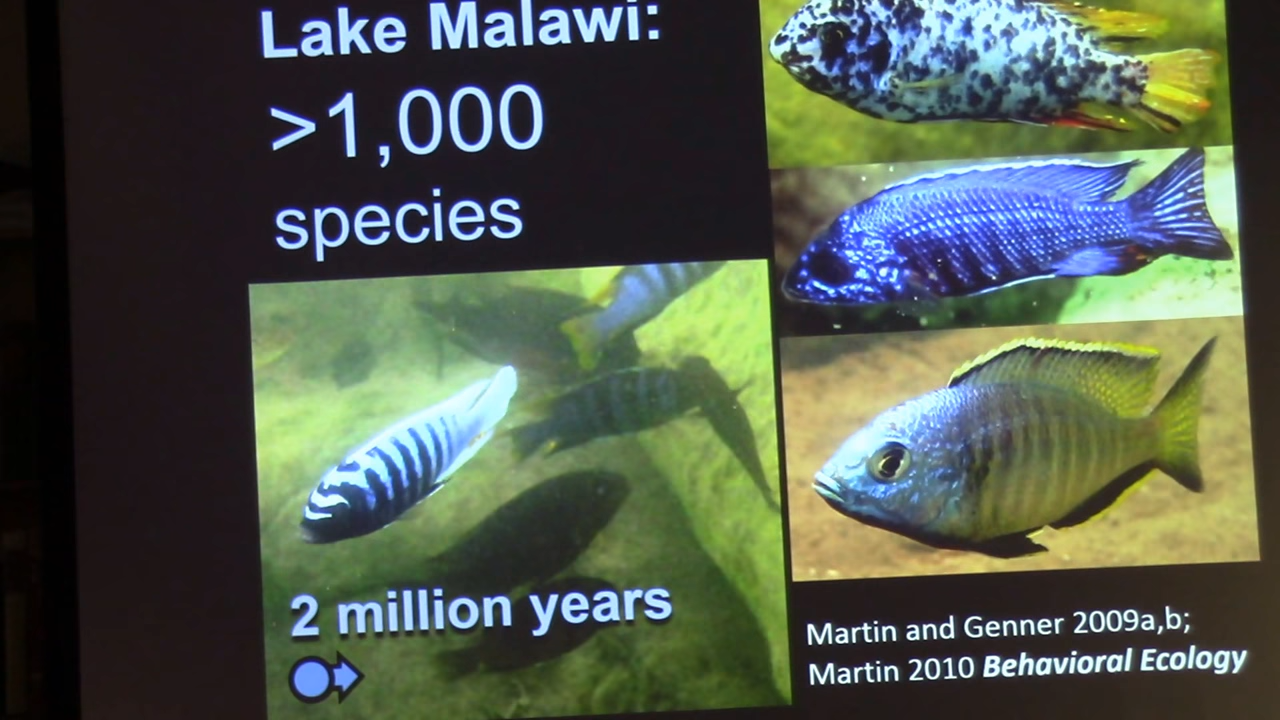 Lake Malawi:
>1,000
species
2 million years
Martin and Genner 2009a,b;
Martin 2010 Behavioral Ecology